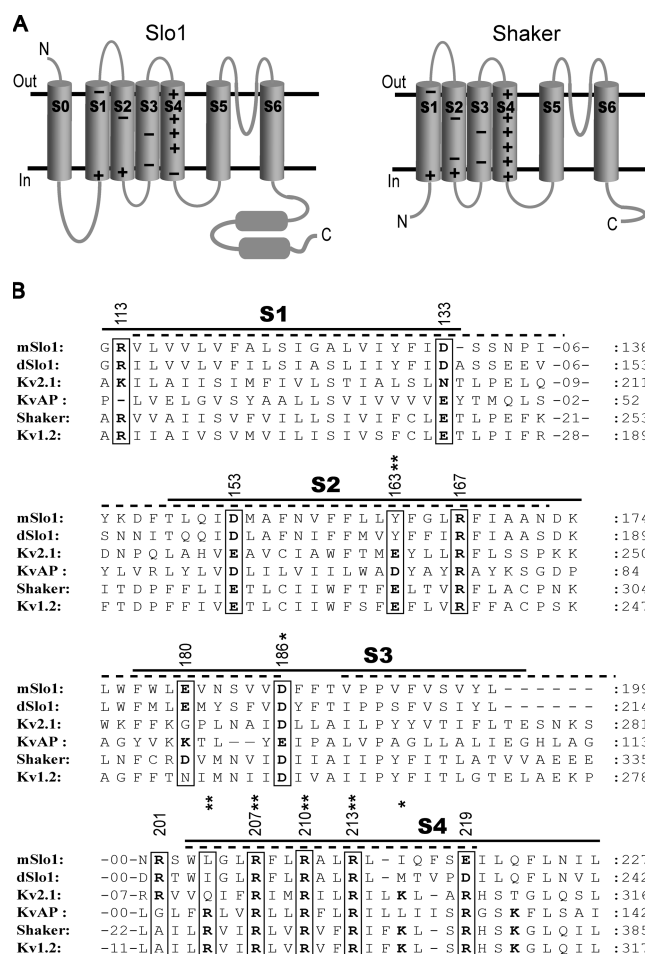 A
Slo1 Shaker
N
Out Out
S0 S1 S2 S3 S4 S5 S6 S1 S2 S3 S4 S5 S6
− − − − − + + + + + + −
− − − − − + + + + + + + + +
In In
C N C
B
113 S1 133
mSlo1: G R V L V V L V F A L S I G A L V I Y F I D - S S N P I -06- :138
dSlo1: G R I L V V L V F I L S I A S L I I Y F I D A S S E E V -06- :153
Kv2.1: A K I L A I I S I M F I V L S T I A L S L N T L P E L Q -09- :211
KvAP: P - L V E L G V S Y A A L L S V I V V V V E Y T M Q L S -02- :52
Shaker: A R V V A I I S V F V I L L S I V I F C L E T L P E F K -21- :253
Kv1.2: A R I I A I V S V M V I L I S I V S F C L E T L P I F R -28- :189
153 S2 163 ** 167
mSlo1: Y K D F T L Q I D M A F N V F F L L Y F G L R F I A A N D K :174
dSlo1: S N N I T Q Q I D L A F N I F F M V Y F F I R F I A A S D K :189
Kv2.1: D N P Q L A H V E A V C I A W F T M E Y L L R F L S S P K K :250
KvAP : Y L V R L Y L V D L I L V I I L W A D Y A Y R A Y K S G D P :84
Shaker: I T D P F F L I E T L C I I W F T F E L T V R F L A C P N K :304
Kv1.2: F T D P F F I V E T L C I I W F S F E F L V R F F A C P S K :247
180 186 * S3
mSlo1: L W F W L E V N S V V D F F T V P P V F V S V Y L - - - - - - :199
dSlo1: L W F M L E M Y S F V D Y F T I P P S F V S I Y L - - - - - - :214
Kv2.1: W K F F K G P L N A I D L L A I L P Y Y V T I F L T E S N K S :281
KvAP : A G Y V K K T L – – Y E I P A L V P A G L L A L I E G H L A G :113
Shaker: L N F C R D V M N V I D I I A I I P Y F I T L A T V V A E E E :335
Kv1.2: A G F F T N I M N I I D I V A I I P Y F I T L G T E L A E K P :278
201 ** 207 ** 210 ** 213 ** * S4 219
mSlo1: -00-N R S W L G L R F L R A L R L - I Q F S E I L Q F L N I L :227
dSlo1: -00-D R T W I G L R F L R A L R L - M T V P D I L Q F L N V L :242
Kv2.1: -07-R R V V Q I F R I M R I L R I L K L A R H S T G L Q S L :316
KvAP : -00-G L F R L V R L L R F L R I L L I I S R G S K F L S A I :142
Shaker: -22-L A I L R V I R L V R V F R I F K L S R H S K G L Q I L :385
Kv1.2: -11-L A I L R V I R L V R V F R I F K L S R H S K G L Q I L :317